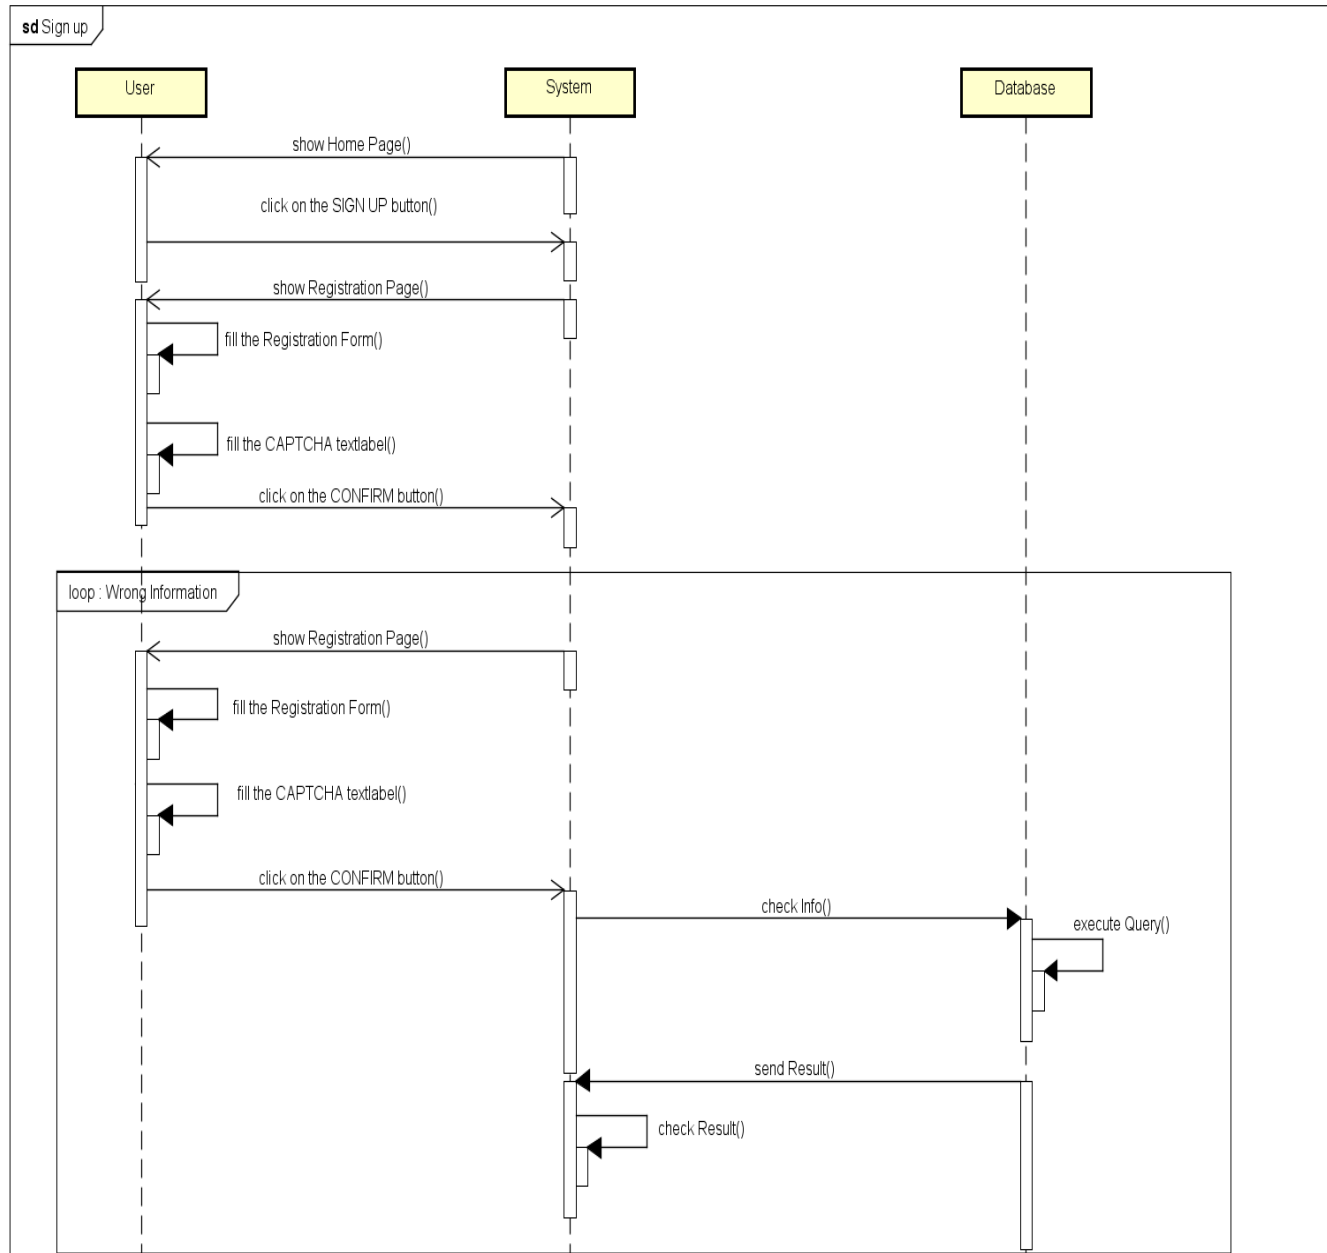 sd Sign up
User
System
Database
show Home Page()
click on the SIGN UP button()
show Registration Page()
fill the Registration Form()
fill the CAPTCHA textlabel()
click on the CONFIRM button()
loop : Wrong Information
show Registration Page()
fill the Registration Form()
fill the CAPTCHA textlabel()
click on the CONFIRM button()
check Info()
execute Query()
send Result()
check Result()